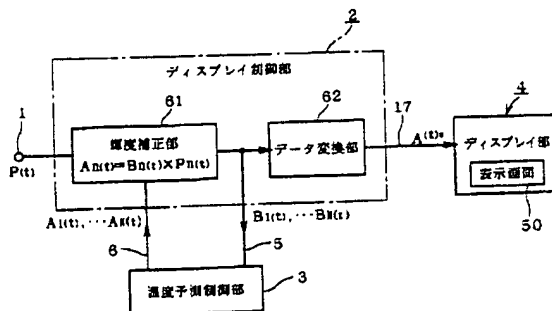 2
ディスプレイ制御部
1
P(t)
61
輝度補正部
An(t)=Bn(t)×Pn(t)
62
データ変換部
17
A(t)*
4
ディスプレイ部
表示画面
50
A1(t),…AN(t)
B1(t),…BN(t)
6
5
温度予測制御部
3